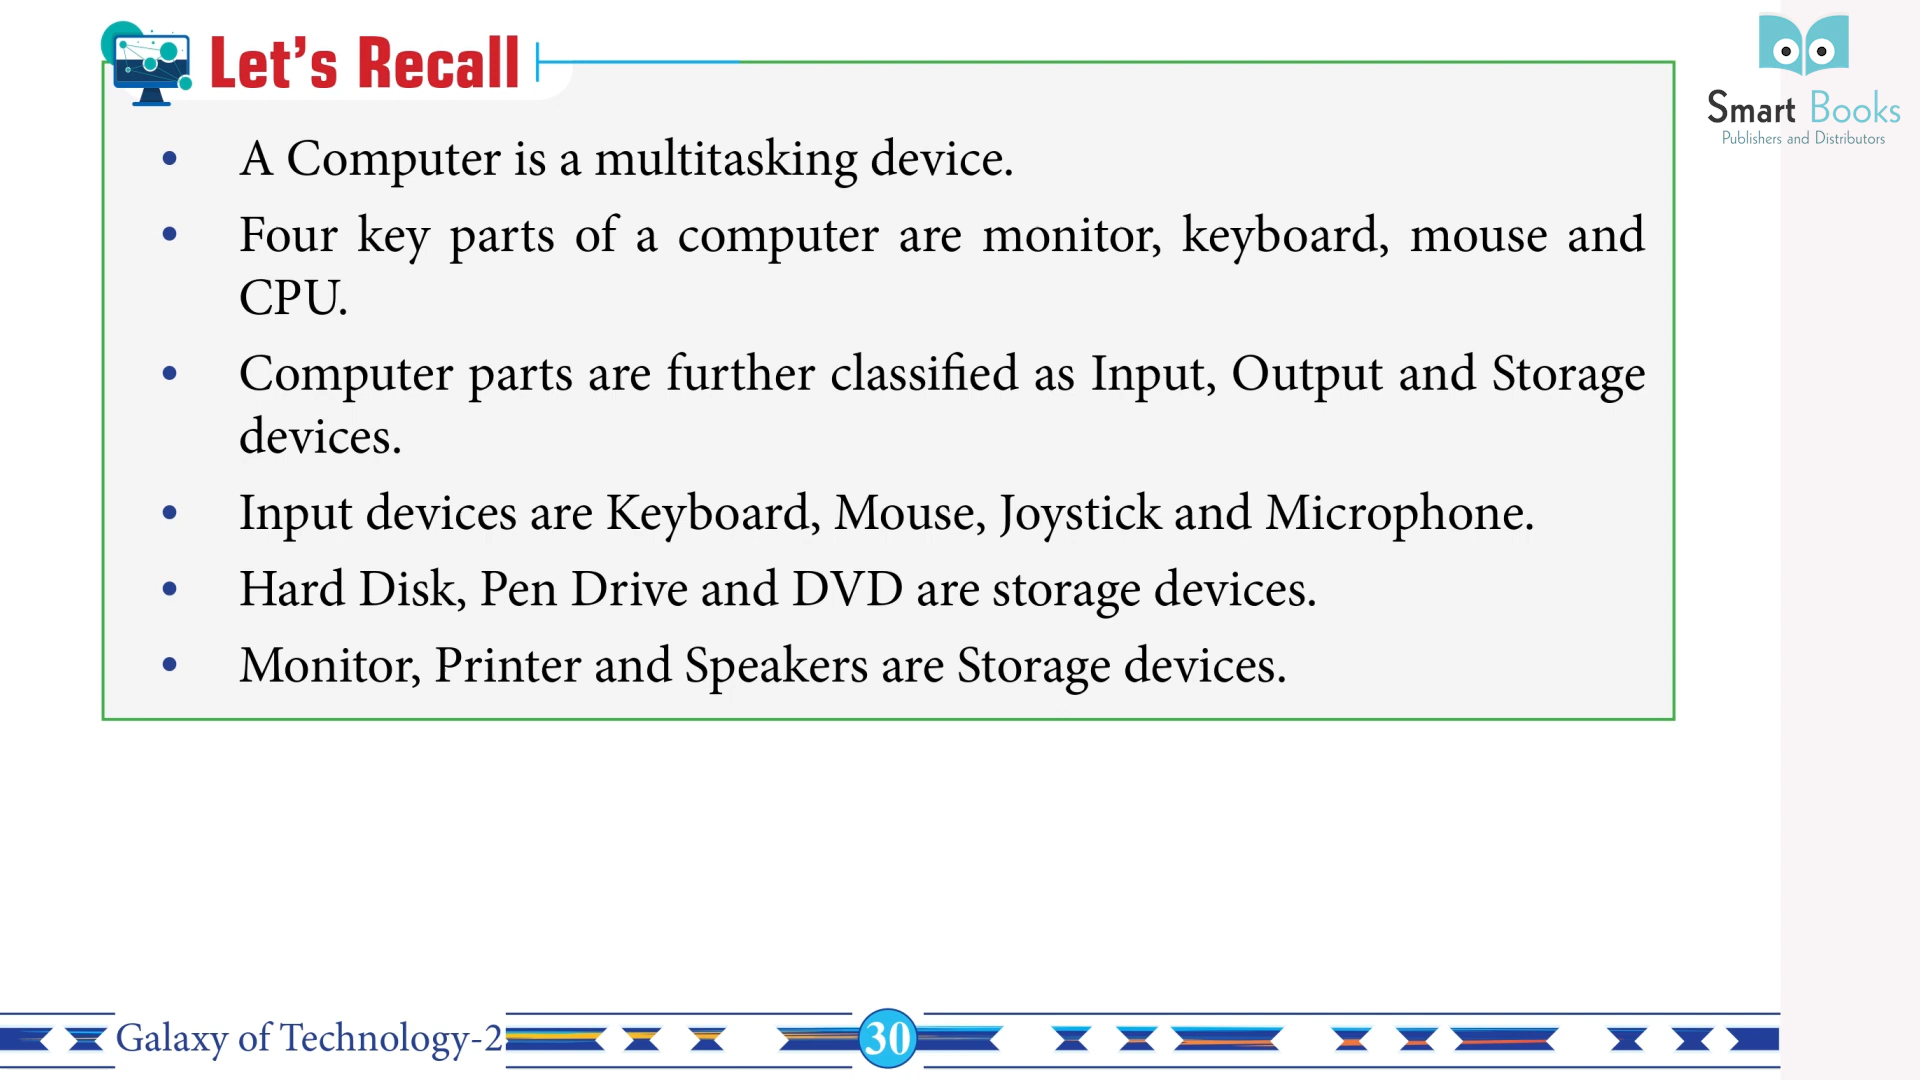 Let's Recall
Smart Books
Publishers and Distributors
• A Computer is a multitasking device.
• Four key parts of a computer are monitor, keyboard, mouse and
CPU.
• Computer parts are further classified as Input, Output and Storage
devices.
• Input devices are Keyboard, Mouse, Joystick and Microphone.
• Hard Disk, Pen Drive and DVD are storage devices.
• Monitor, Printer and Speakers are Storage devices.
Galaxy of Technology-2
30